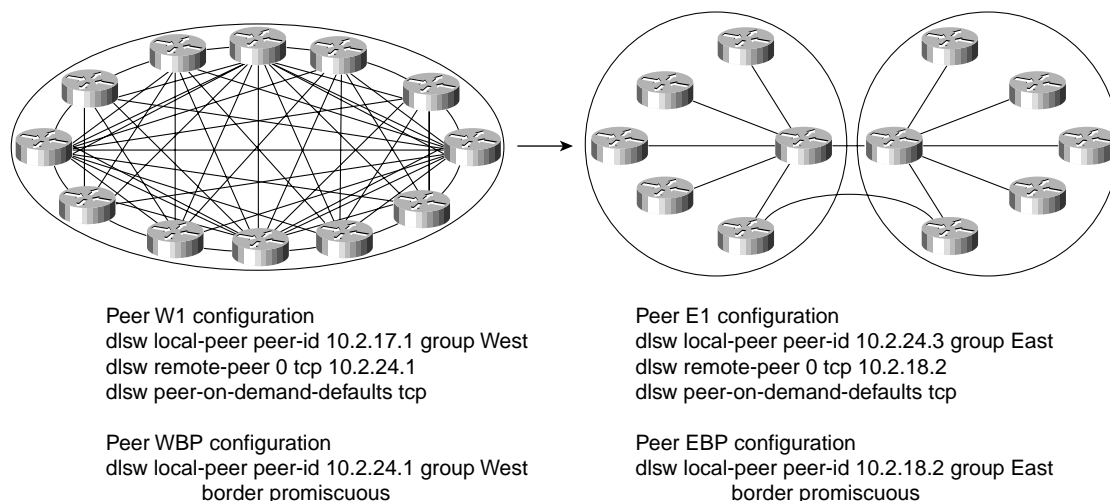 Peer W1 configuration
dlsw local-peer peer-id 10.2.17.1 group West
dlsw remote-peer 0 tcp 10.2.24.1
dlsw peer-on-demand-defaults tcp
Peer WBP configuration
dlsw local-peer peer-id 10.2.24.1 group West
border promiscuous
Peer E1 configuration
dlsw local-peer peer-id 10.2.24.3 group East
dlsw remote-peer 0 tcp 10.2.18.2
dlsw peer-on-demand-defaults tcp
Peer EBP configuration
dlsw local-peer peer-id 10.2.18.2 group East
border promiscuous